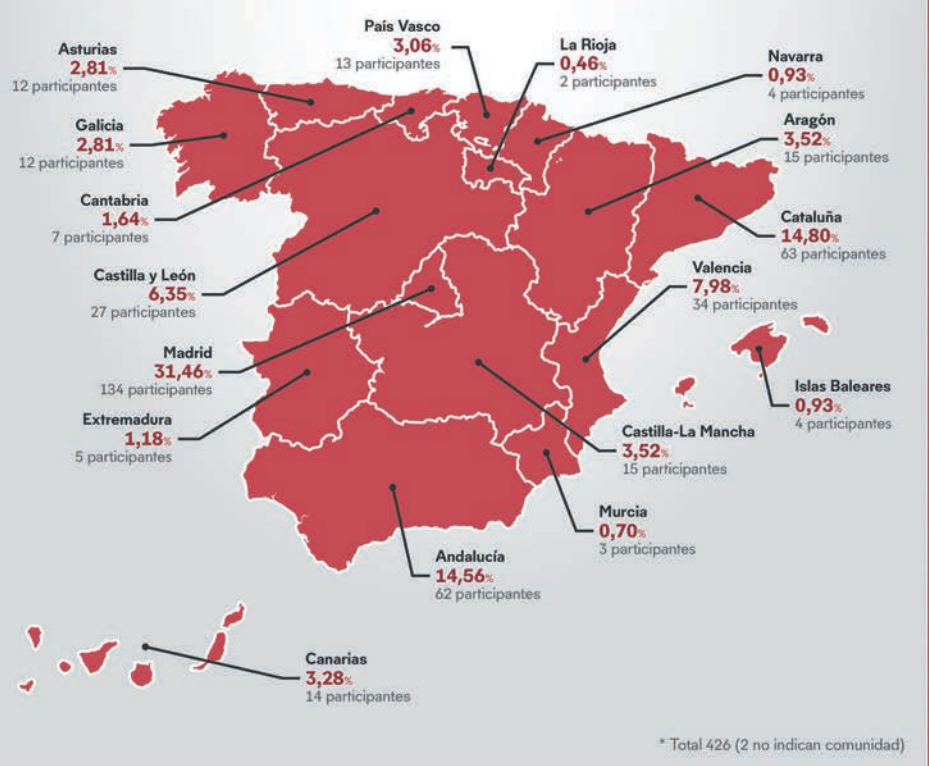 País Vasco
3,06%
13 participantes
Asturias
2,81%
12 participantes
La Rioja
0,46%
2 participantes
Navarra
0,93%
4 participantes
Galicia
2,81%
12 participantes
Aragón
3,52%
15 participantes
Cantabria
1,64%
7 participantes
Cataluña
14,80%
63 participantes
Castilla y León
6,35%
27 participantes
Valencia
7,98%
34 participantes
Madrid
31,46%
134 participantes
Islas Baleares
0,93%
4 participantes
Extremadura
1,18%
5 participantes
Castilla-La Mancha
3,52%
15 participantes
Murcia
0,70%
3 participantes
Andalucía
14,56%
62 participantes
Canarias
3,28%
14 participantes
* Total 426 (2 no indican comunidad)